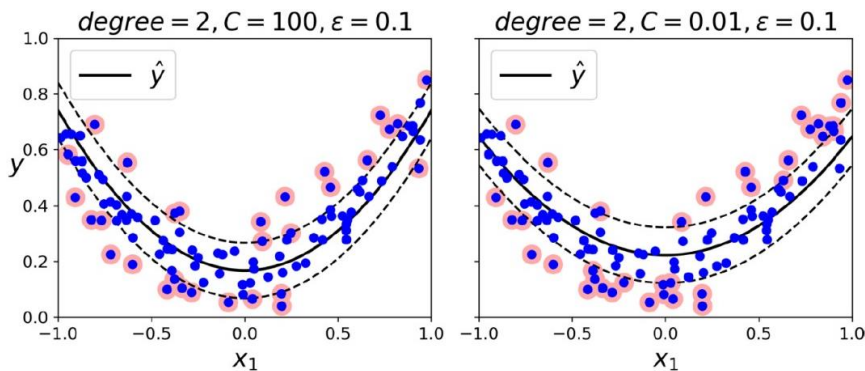 degree = 2, C = 100, ε = 0.1
degree = 2, C = 0.01, ε = 0.1
ŷ
ŷ
y
1.0
0.8
0.6
0.4
0.2
0.0
−1.0 −0.5 0.0 0.5 1.0
−1.0 −0.5 0.0 0.5 1.0
x₁
x₁